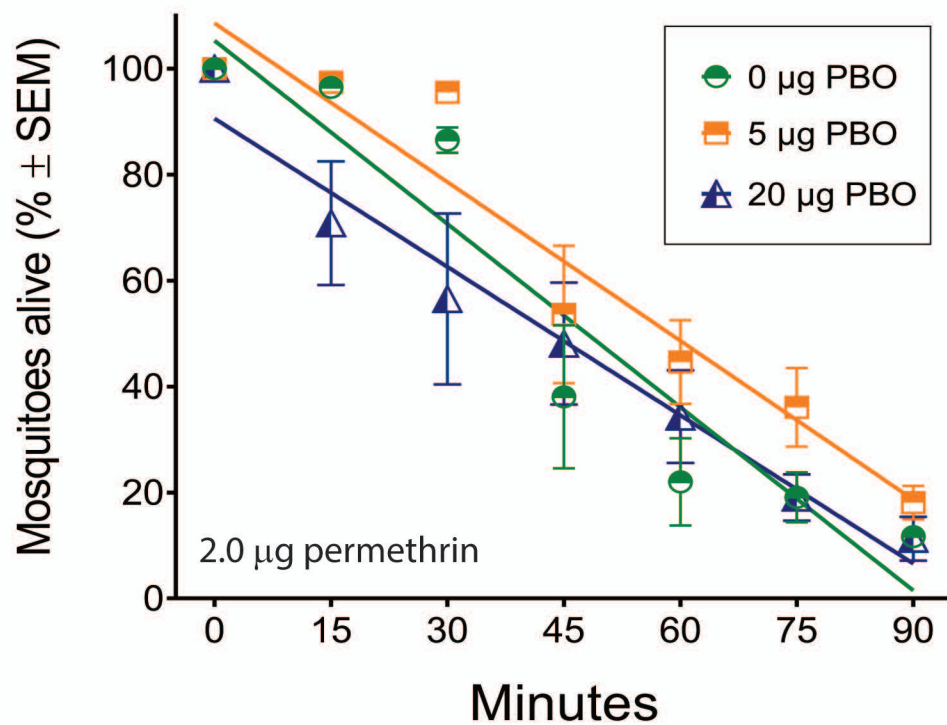 Mosquitoes alive (% ± SEM)
100
80
60
40
20
0
0 µg PBO
5 µg PBO
20 µg PBO
2.0 µg permethrin
0 15 30 45 60 75 90
Minutes